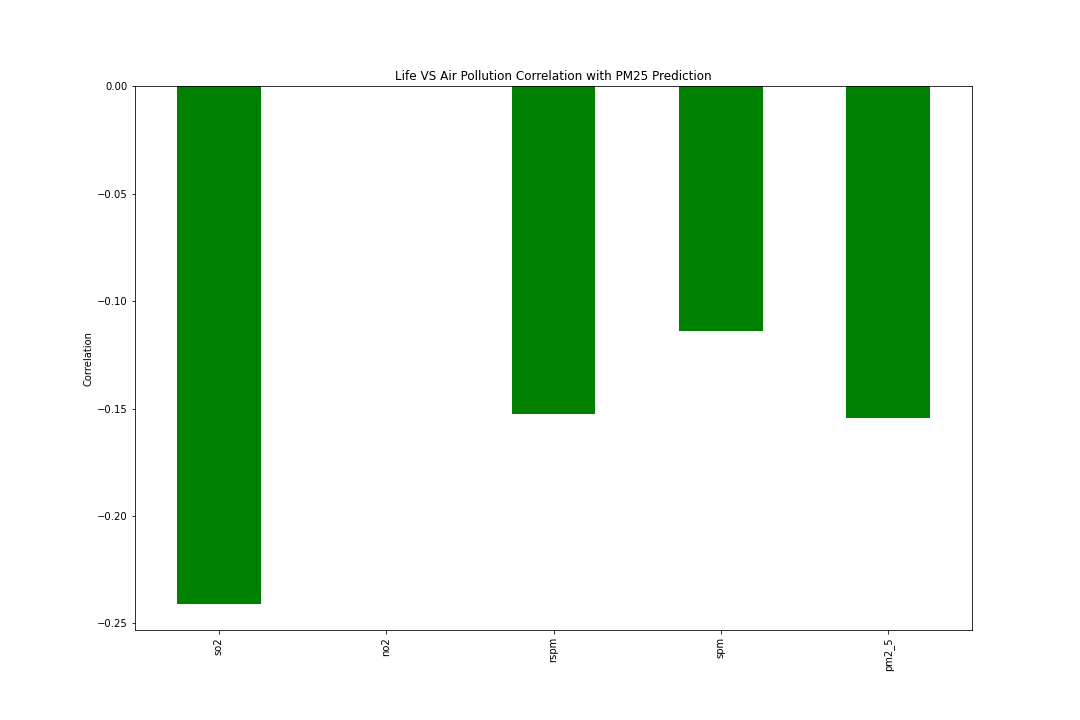 Life VS Air Pollution Correlation with PM25 Prediction
0.00
−0.05
−0.10
−0.15
−0.20
−0.25
Correlation
so2
no2
rspm
spm
pm2_5